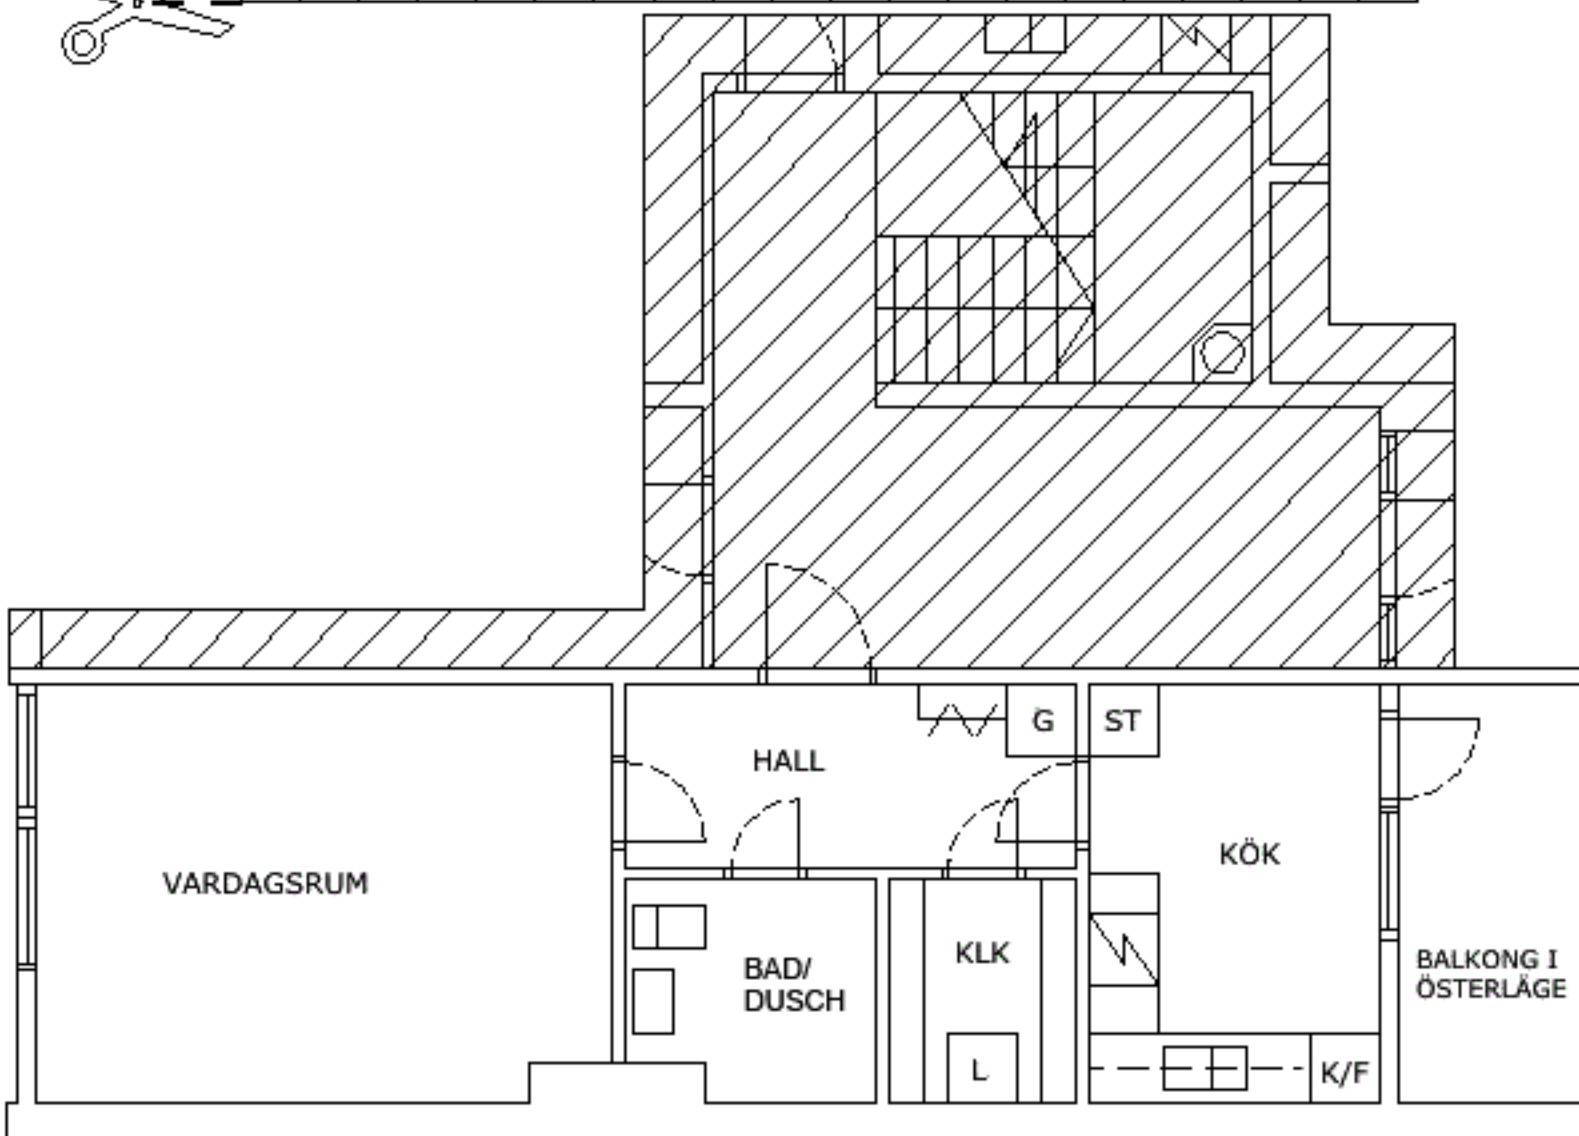 G
ST
HALL
KÖK
VARDAGSRUM
KLK
BAD/
DUSCH
BALKONG I
ÖSTERLÄGE
L
K/F